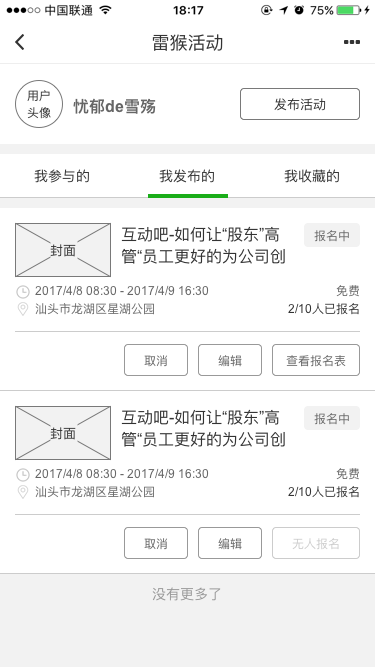 中国联通 18:17 75%
雷猴活动
用户
头像
忧郁de雪殇
发布活动
我参与的 我发布的 我收藏的
封面
互动吧-如何让“股东”高
管“员工更好的为公司创
报名中
2017/4/8 08:30 - 2017/4/9 16:30 免费
汕头市龙湖区星湖公园 2/10人已报名
取消 编辑 查看报名表
封面
互动吧-如何让“股东”高
管“员工更好的为公司创
报名中
2017/4/8 08:30 - 2017/4/9 16:30 免费
汕头市龙湖区星湖公园 2/10人已报名
取消 编辑 无人报名
没有更多了